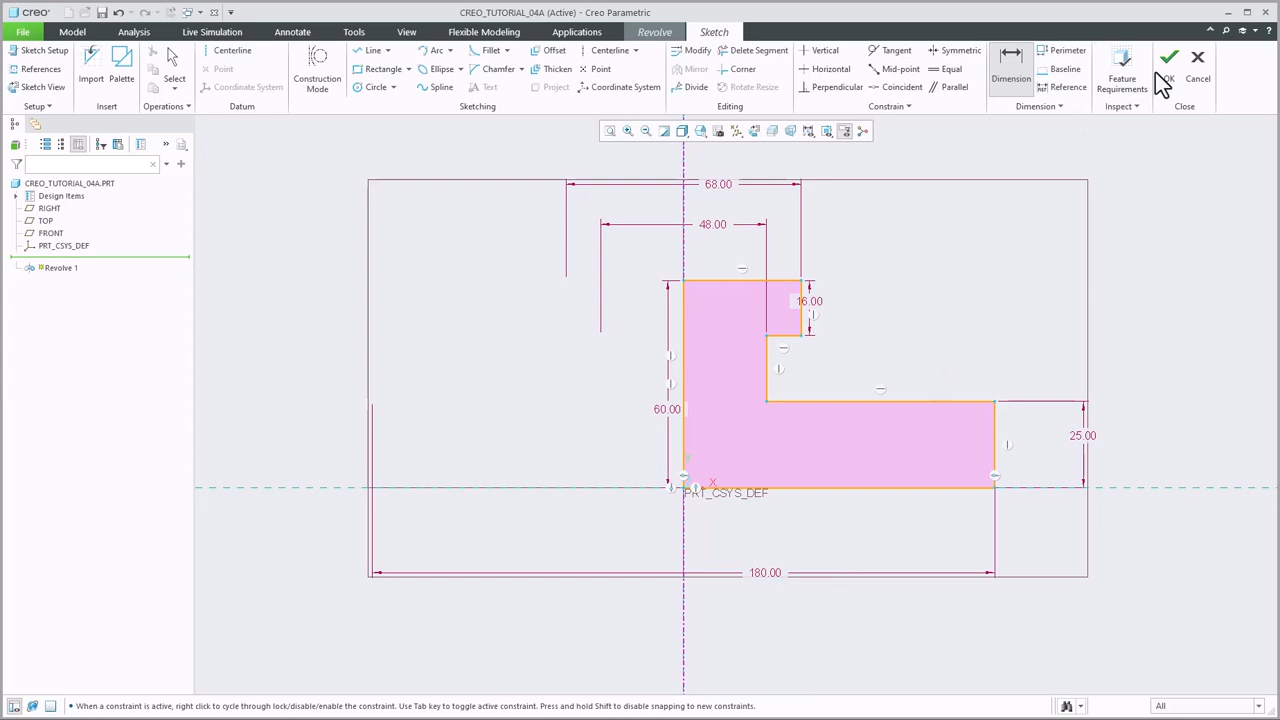 creo
CREO_TUTORIAL_04A (Active) - Creo Parametric
File Model Analysis Live Simulation Annotate Tools View Flexible Modeling Applications Revolve Sketch
Sketch Setup
References
Sketch View
Setup
Import Palette
Insert
Select
Operations
Centerline
Point
Coordinate System
Datum
Construction Mode
Line Arc Fillet Offset Centerline
Rectangle Ellipse Chamfer Thicken Point
Circle Spline Text Project Coordinate System
Sketching
Modify Delete Segment
Mirror Corner
Divide Rotate Resize
Editing
Vertical Tangent Symmetric
Horizontal Mid-point Equal
Perpendicular Coincident Parallel
Constrain
Dimension
Perimeter
Baseline
Reference
Dimension
Feature Requirements
Inspect
OK Cancel
Close
CREO_TUTORIAL_04A.PRT
Design Items
RIGHT
TOP
FRONT
PRT_CSYS_DEF
Revolve 1
68.00
48.00
16.00
60.00
25.00
X
PRT_CSYS_DEF
180.00
When a constraint is active, right click to cycle through lock/disable/enable the constraint. Use Tab key to toggle active constraint. Press and hold Shift to disable snapping to new constraints.
All